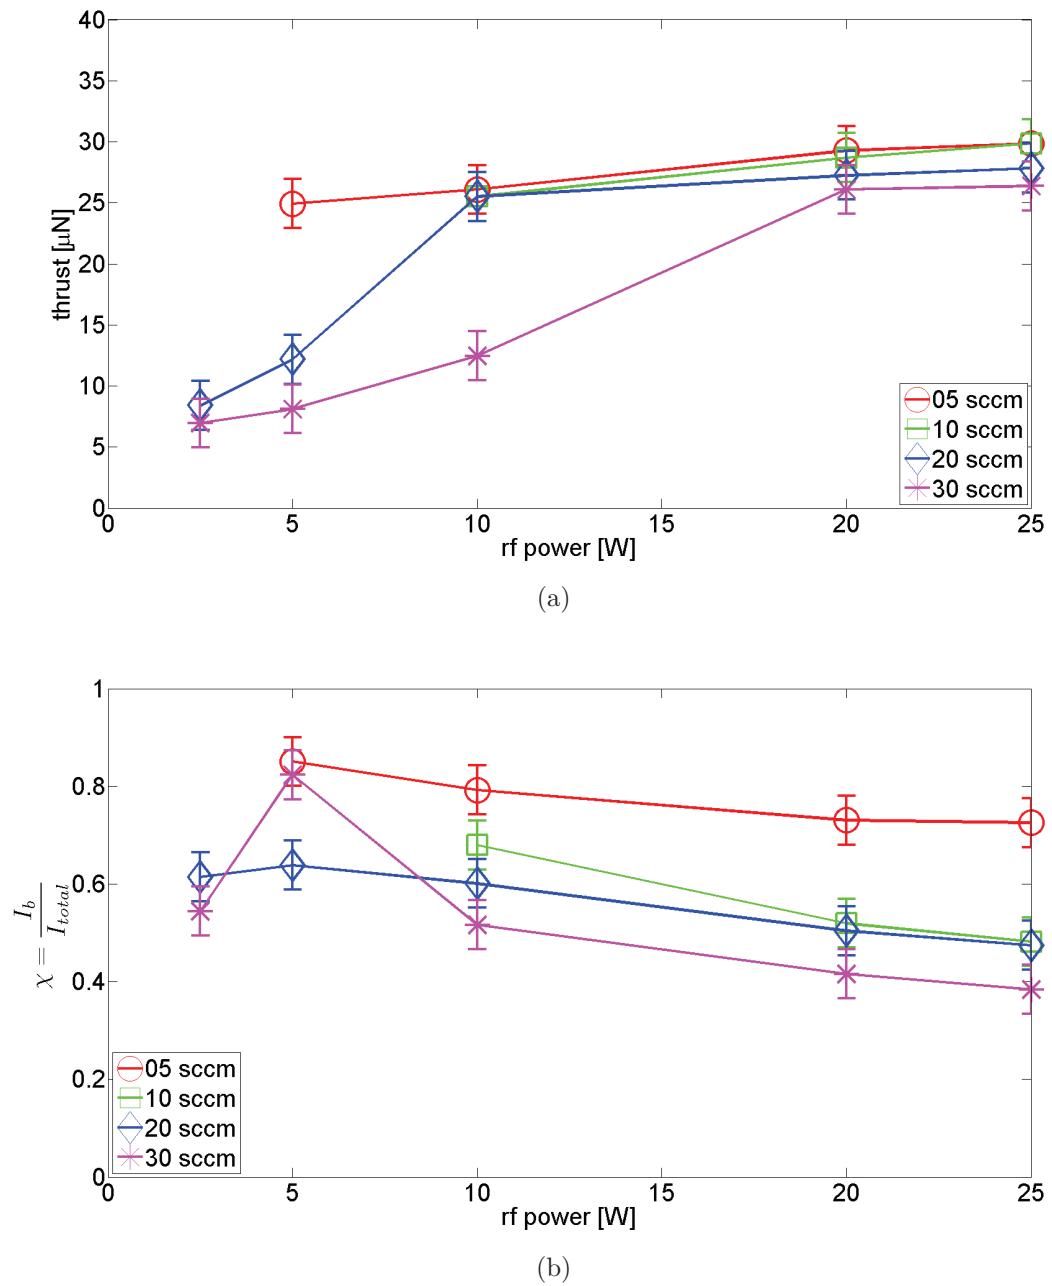 40
35
30
25
20
15
10
5
0
thrust [μN]
05 sccm
10 sccm
20 sccm
30 sccm
0 5 10 15 20 25
rf power [W]
(a)
1
0.8
0.6
0.4
0.2
0
χ = I_b / I_total
05 sccm
10 sccm
20 sccm
30 sccm
0 5 10 15 20 25
rf power [W]
(b)